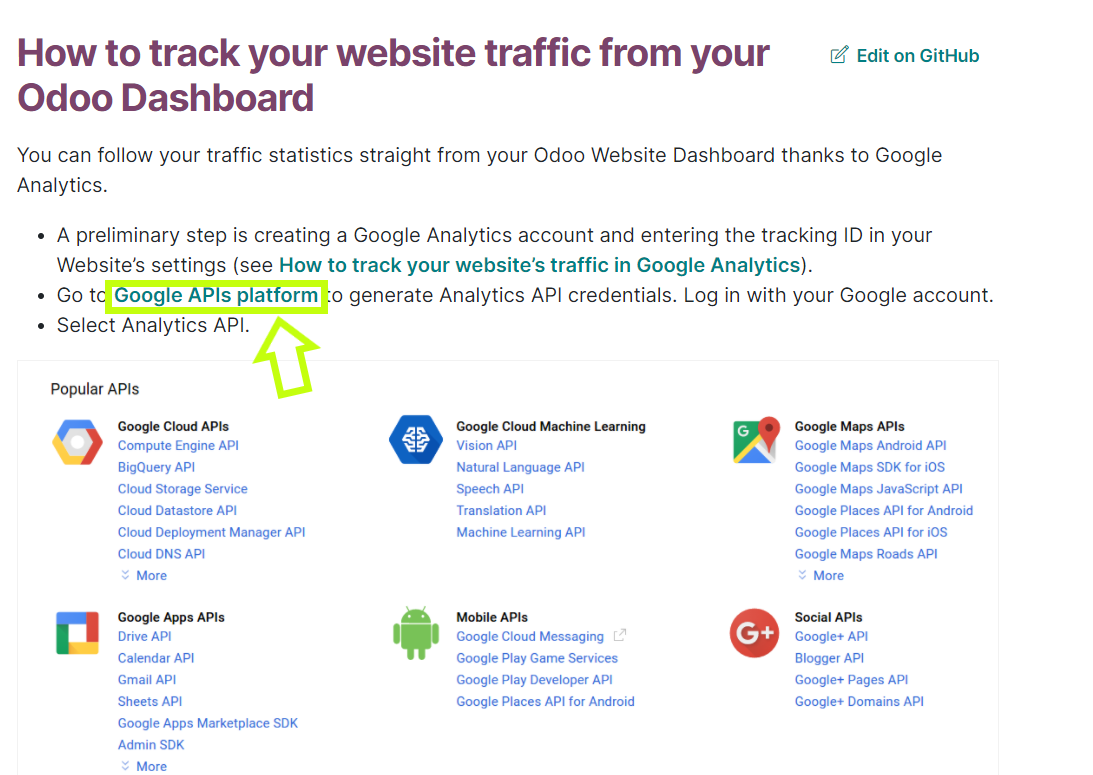 How to track your website traffic from your
Odoo Dashboard
Edit on GitHub
You can follow your traffic statistics straight from your Odoo Website Dashboard thanks to Google
Analytics.
• A preliminary step is creating a Google Analytics account and entering the tracking ID in your
Website's settings (see How to track your website's traffic in Google Analytics).
• Go to Google APIs platform to generate Analytics API credentials. Log in with your Google account.
• Select Analytics API.
Popular APIs
Google Cloud APIs
Compute Engine API
BigQuery API
Cloud Storage Service
Cloud Datastore API
Cloud Deployment Manager API
Cloud DNS API
More
Google Cloud Machine Learning
Vision API
Natural Language API
Speech API
Translation API
Machine Learning API
G
Google Maps APIs
Google Maps Android API
Google Maps SDK for iOS
Google Maps JavaScript API
Google Places API for Android
Google Places API for iOS
Google Maps Roads API
More
Google Apps APIs
Drive API
Calendar API
Gmail API
Sheets API
Google Apps Marketplace SDK
Admin SDK
More
Mobile APIs
Google Cloud Messaging
Google Play Game Services
Google Play Developer API
Google Places API for Android
G+
Social APIs
Google+ API
Blogger API
Google+ Pages API
Google+ Domains API